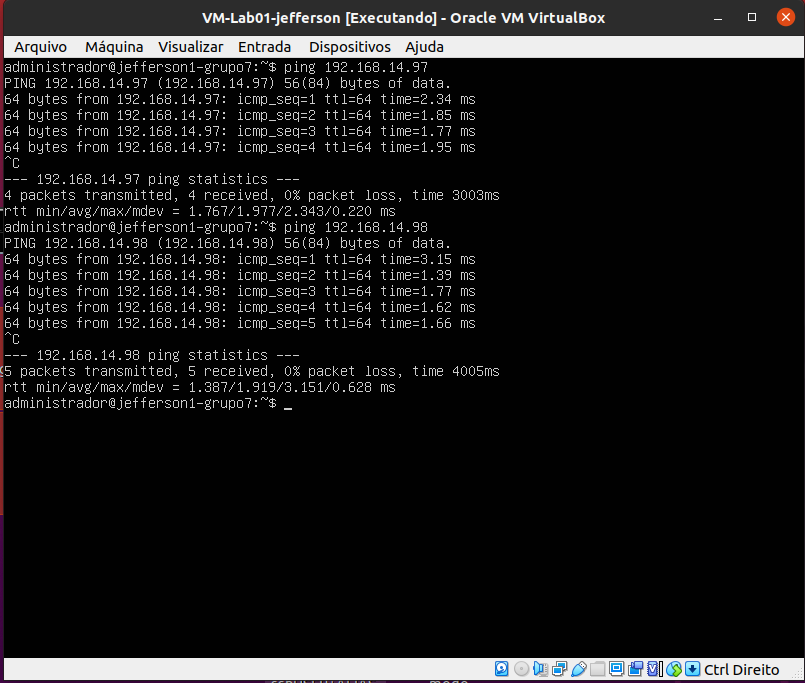 VM-Lab01-jefferson [Executando] - Oracle VM VirtualBox
Arquivo Máquina Visualizar Entrada Dispositivos Ajuda
administrador@jefferson1-grupo7:~$ ping 192.168.14.97
PING 192.168.14.97 (192.168.14.97) 56(84) bytes of data.
64 bytes from 192.168.14.97: icmp_seq=1 ttl=64 time=2.34 ms
64 bytes from 192.168.14.97: icmp_seq=2 ttl=64 time=1.85 ms
64 bytes from 192.168.14.97: icmp_seq=3 ttl=64 time=1.77 ms
64 bytes from 192.168.14.97: icmp_seq=4 ttl=64 time=1.95 ms
^C
--- 192.168.14.97 ping statistics ---
4 packets transmitted, 4 received, 0% packet loss, time 3003ms
rtt min/avg/max/mdev = 1.767/1.977/2.343/0.220 ms
administrador@jefferson1-grupo7:~$ ping 192.168.14.98
PING 192.168.14.98 (192.168.14.98) 56(84) bytes of data.
64 bytes from 192.168.14.98: icmp_seq=1 ttl=64 time=3.15 ms
64 bytes from 192.168.14.98: icmp_seq=2 ttl=64 time=1.39 ms
64 bytes from 192.168.14.98: icmp_seq=3 ttl=64 time=1.77 ms
64 bytes from 192.168.14.98: icmp_seq=4 ttl=64 time=1.62 ms
64 bytes from 192.168.14.98: icmp_seq=5 ttl=64 time=1.66 ms
^C
--- 192.168.14.98 ping statistics ---
5 packets transmitted, 5 received, 0% packet loss, time 4005ms
rtt min/avg/max/mdev = 1.387/1.919/3.151/0.628 ms
administrador@jefferson1-grupo7:~$ _
Ctrl Direito